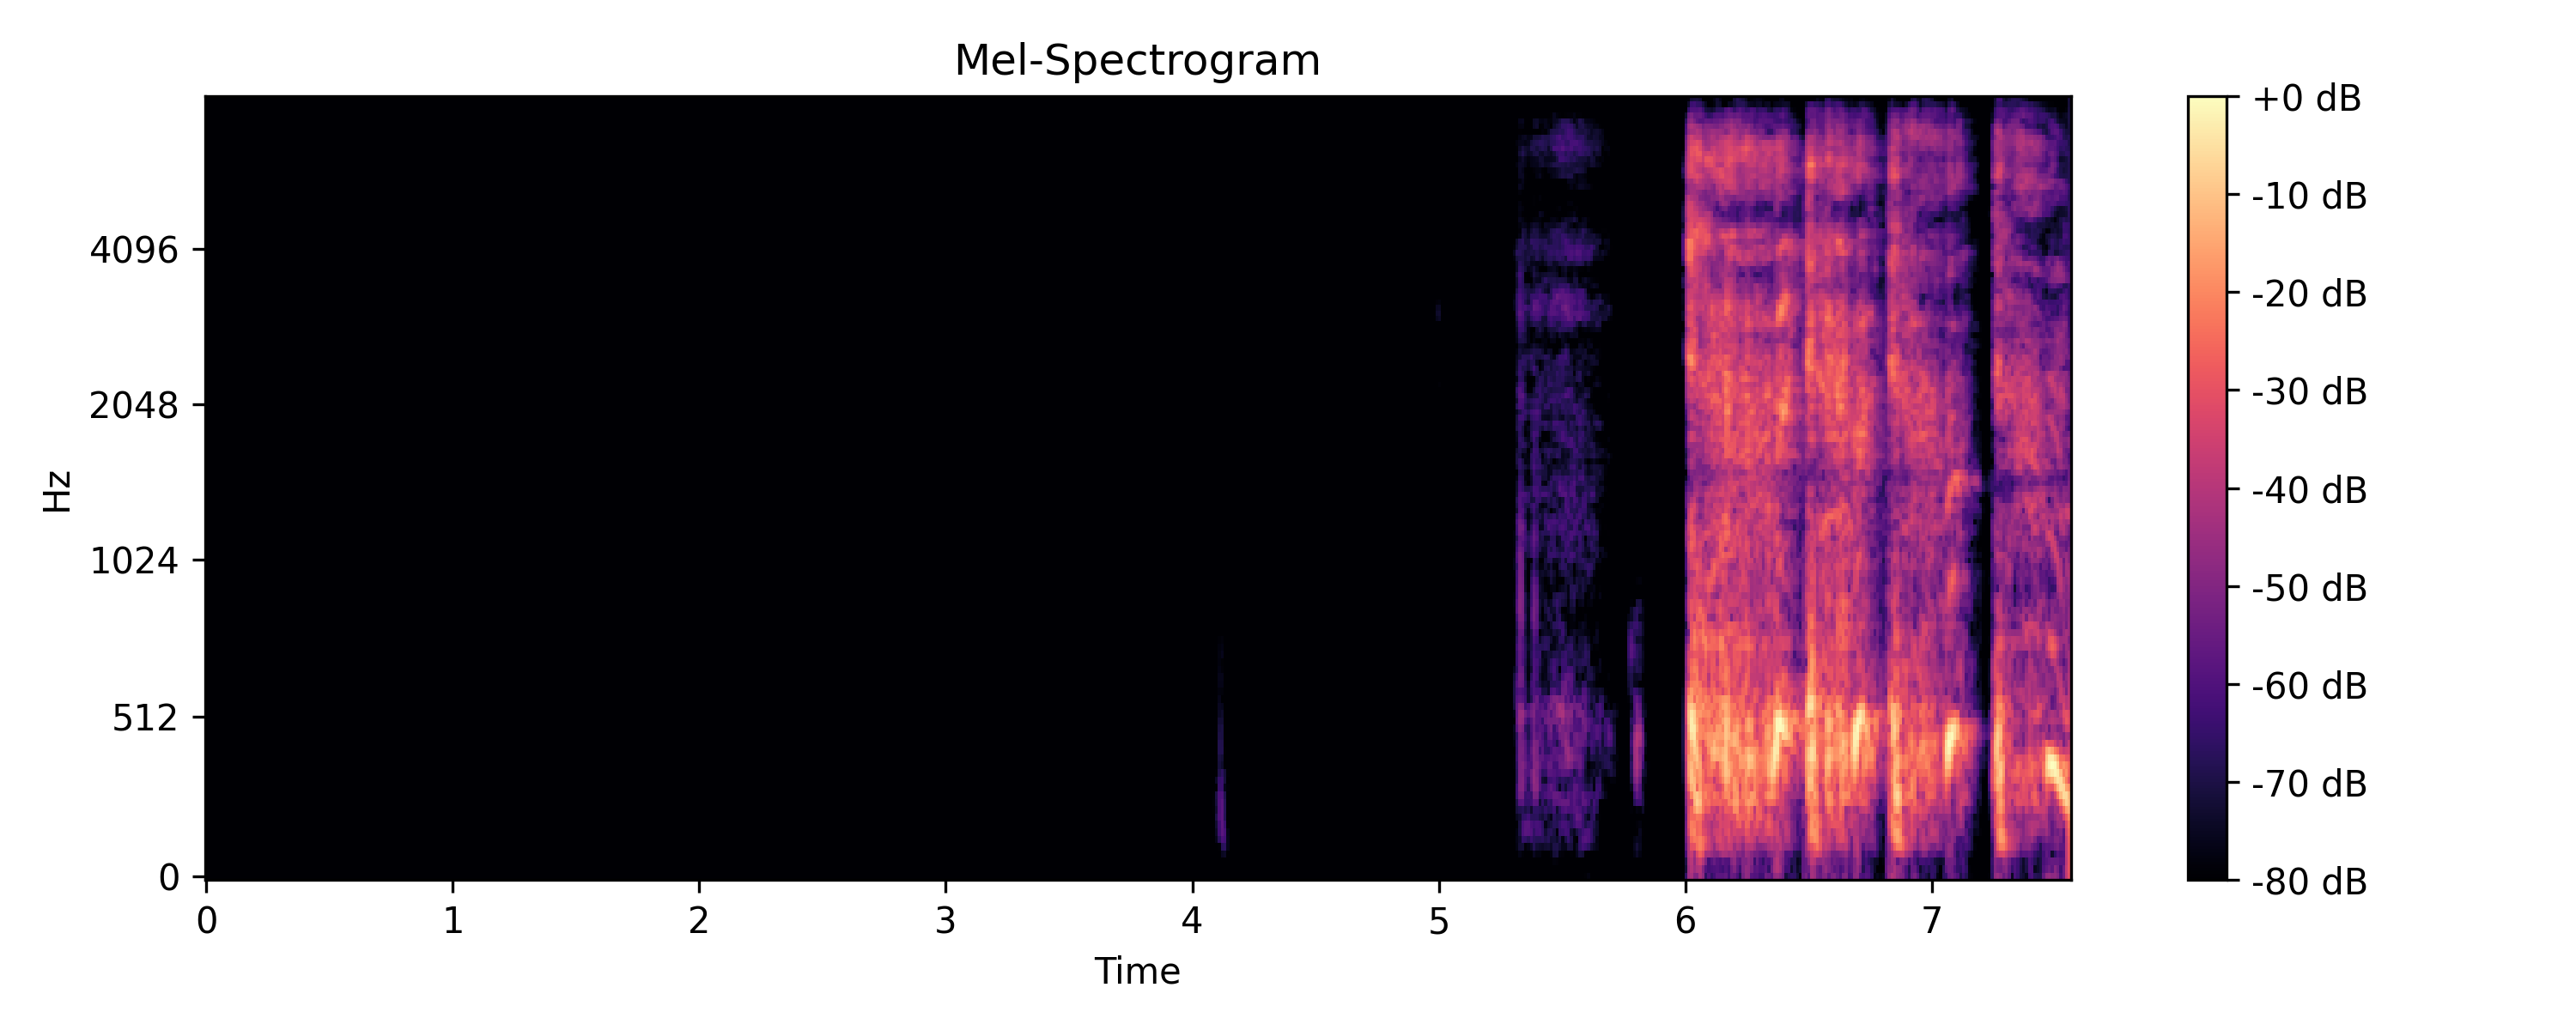 Mel-Spectrogram
+0 dB
-10 dB
-20 dB
-30 dB
-40 dB
-50 dB
-60 dB
-70 dB
-80 dB
4096
2048
1024
512
0
Hz
0 1 2 3 4 5 6 7
Time